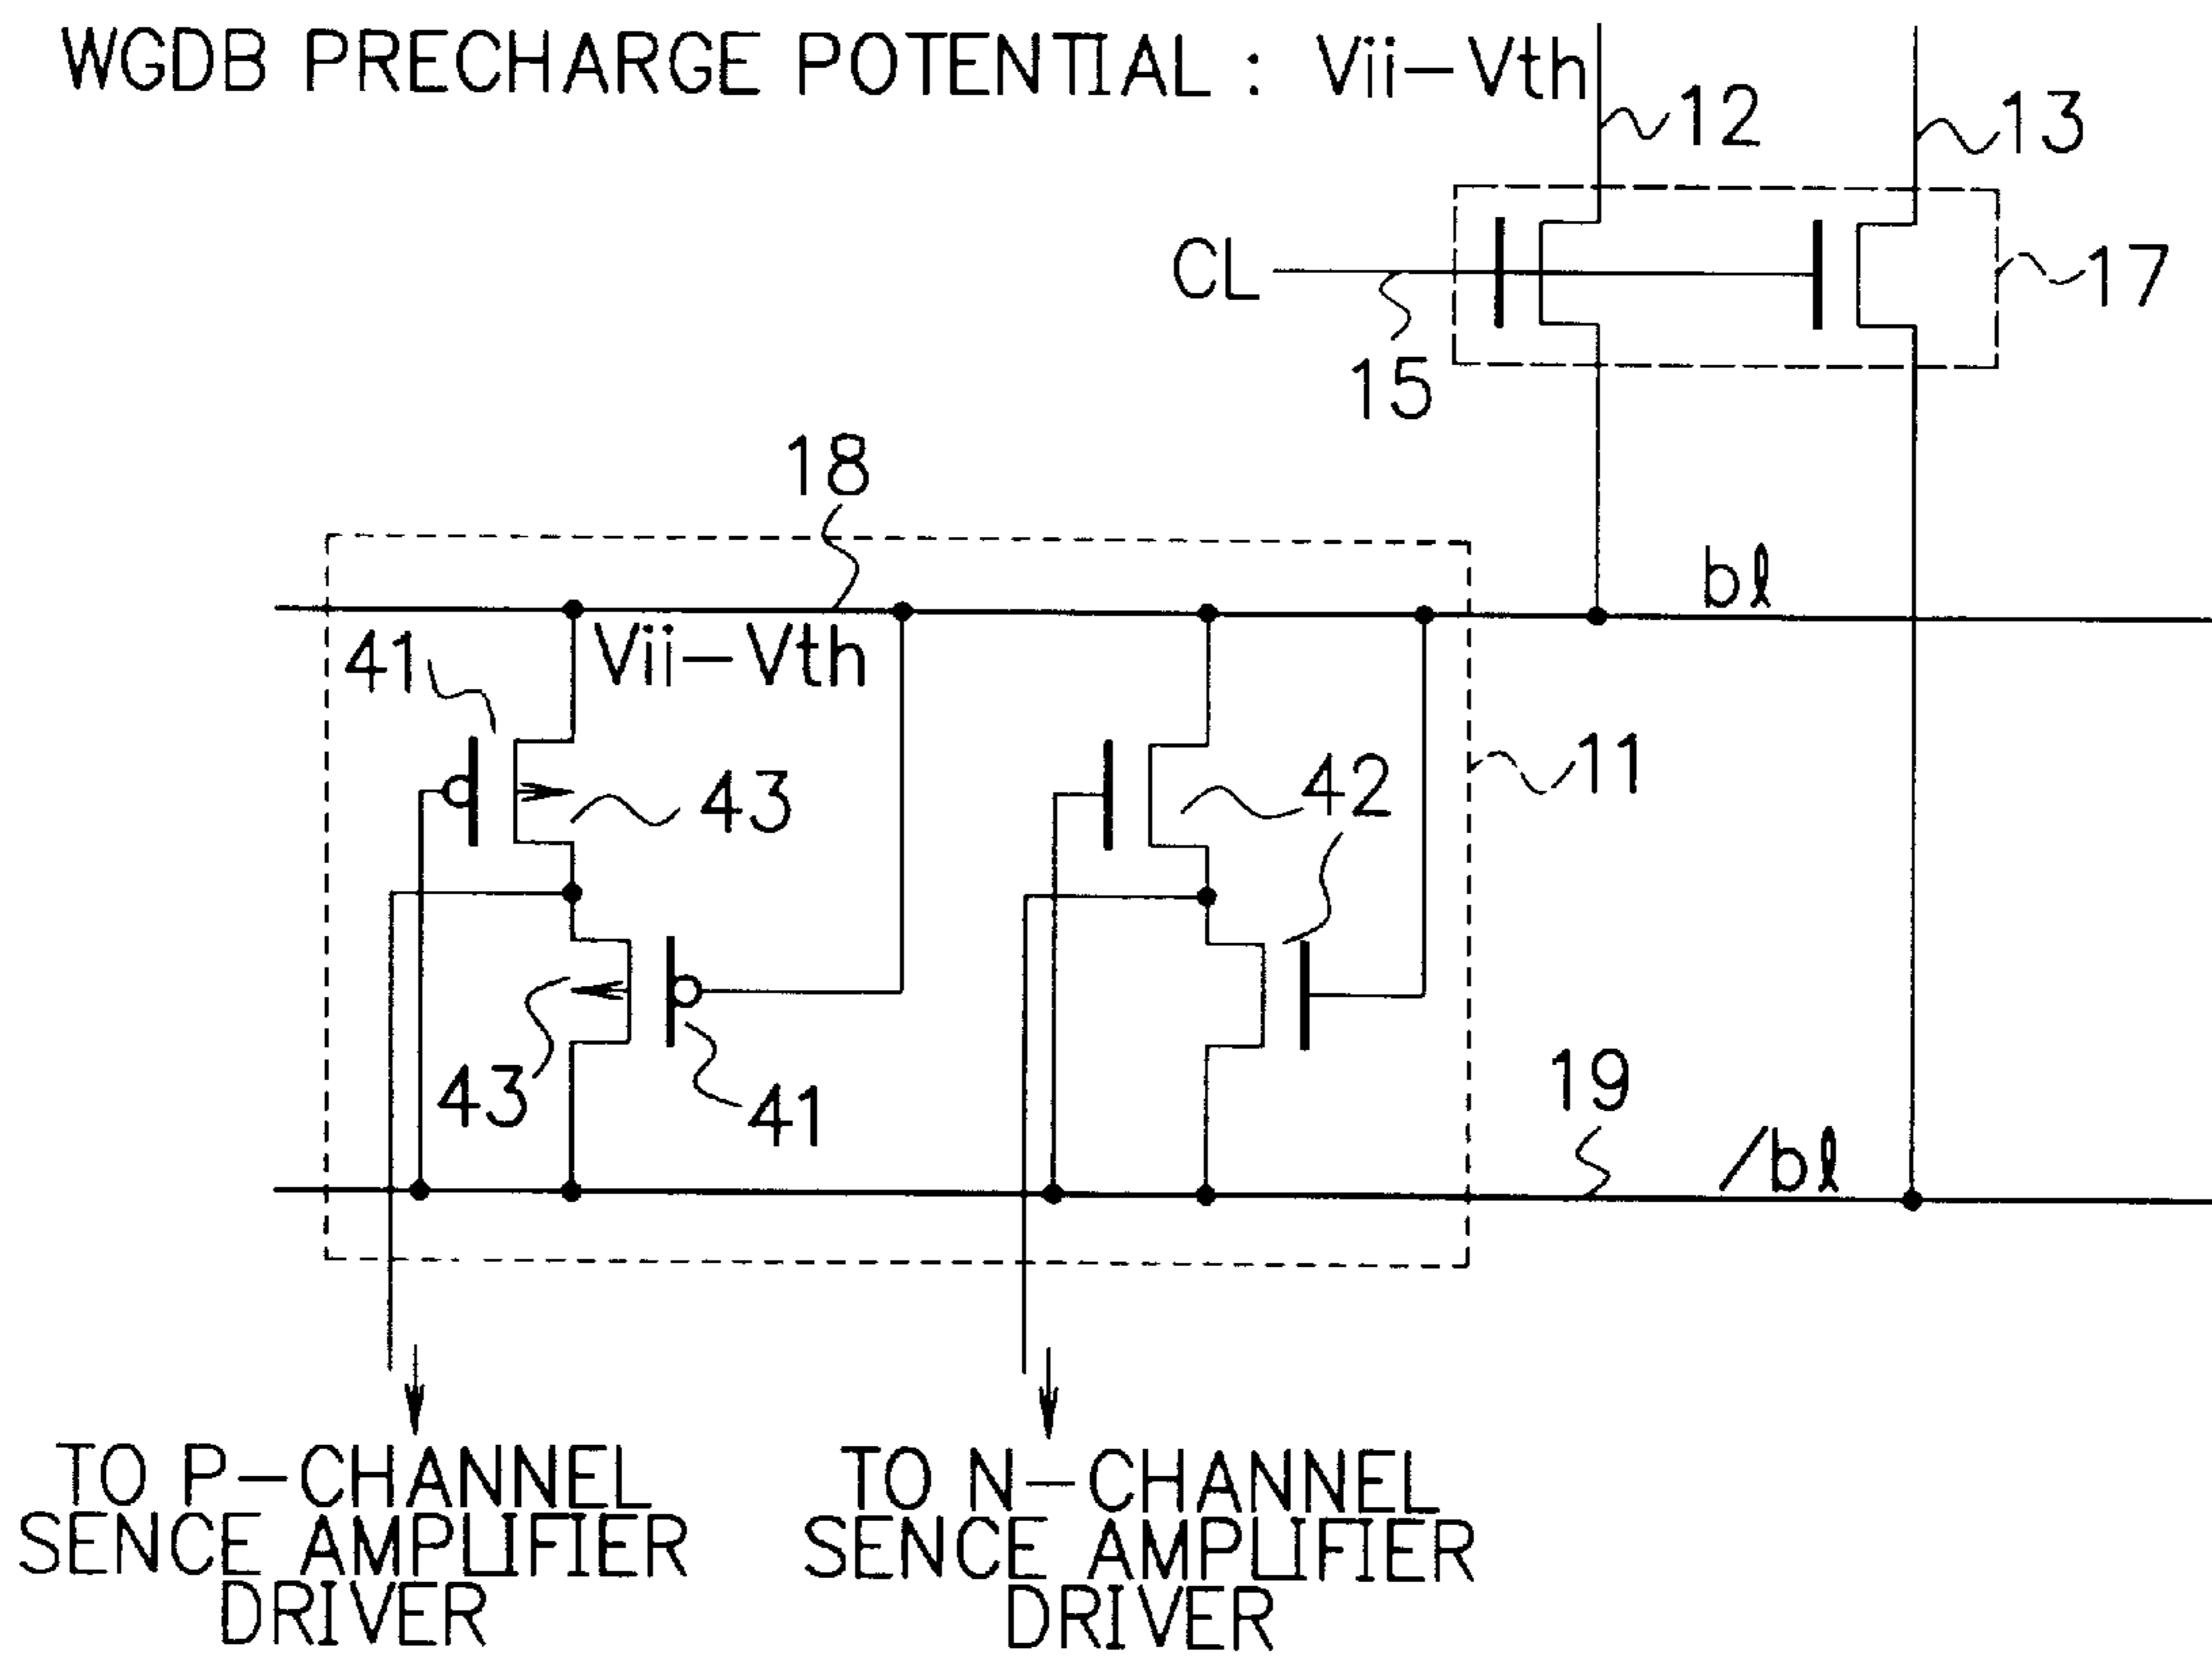 WGDB PRECHARGE POTENTIAL : Vii-Vth
12
13
CL
17
15
18
bl
Vii-Vth
41
43
42
11
43
41
19
/bl
TO P-CHANNEL
SENCE AMPLIFIER
DRIVER
TO N-CHANNEL
SENCE AMPLIFIER
DRIVER